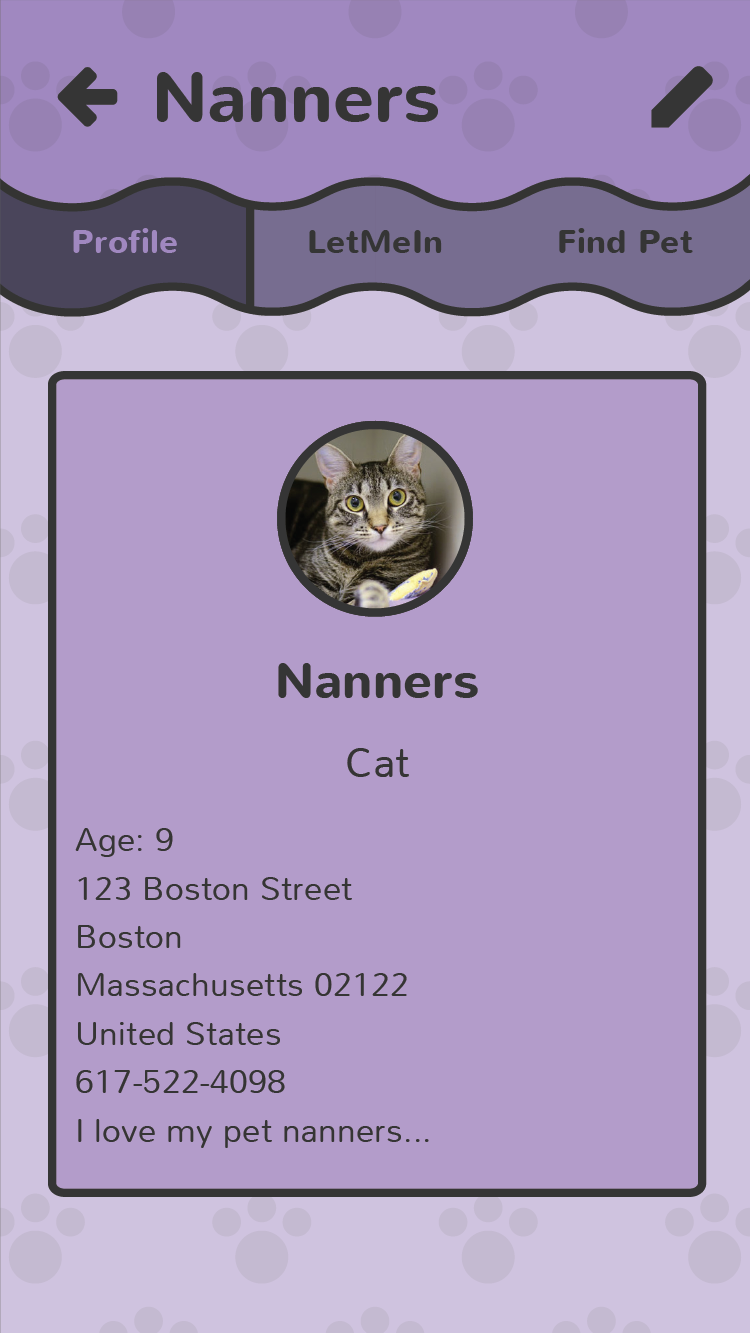 Nanners
Profile LetMeIn Find Pet
Nanners
Cat
Age: 9
123 Boston Street
Boston
Massachusetts 02122
United States
617-522-4098
I love my pet nanners...